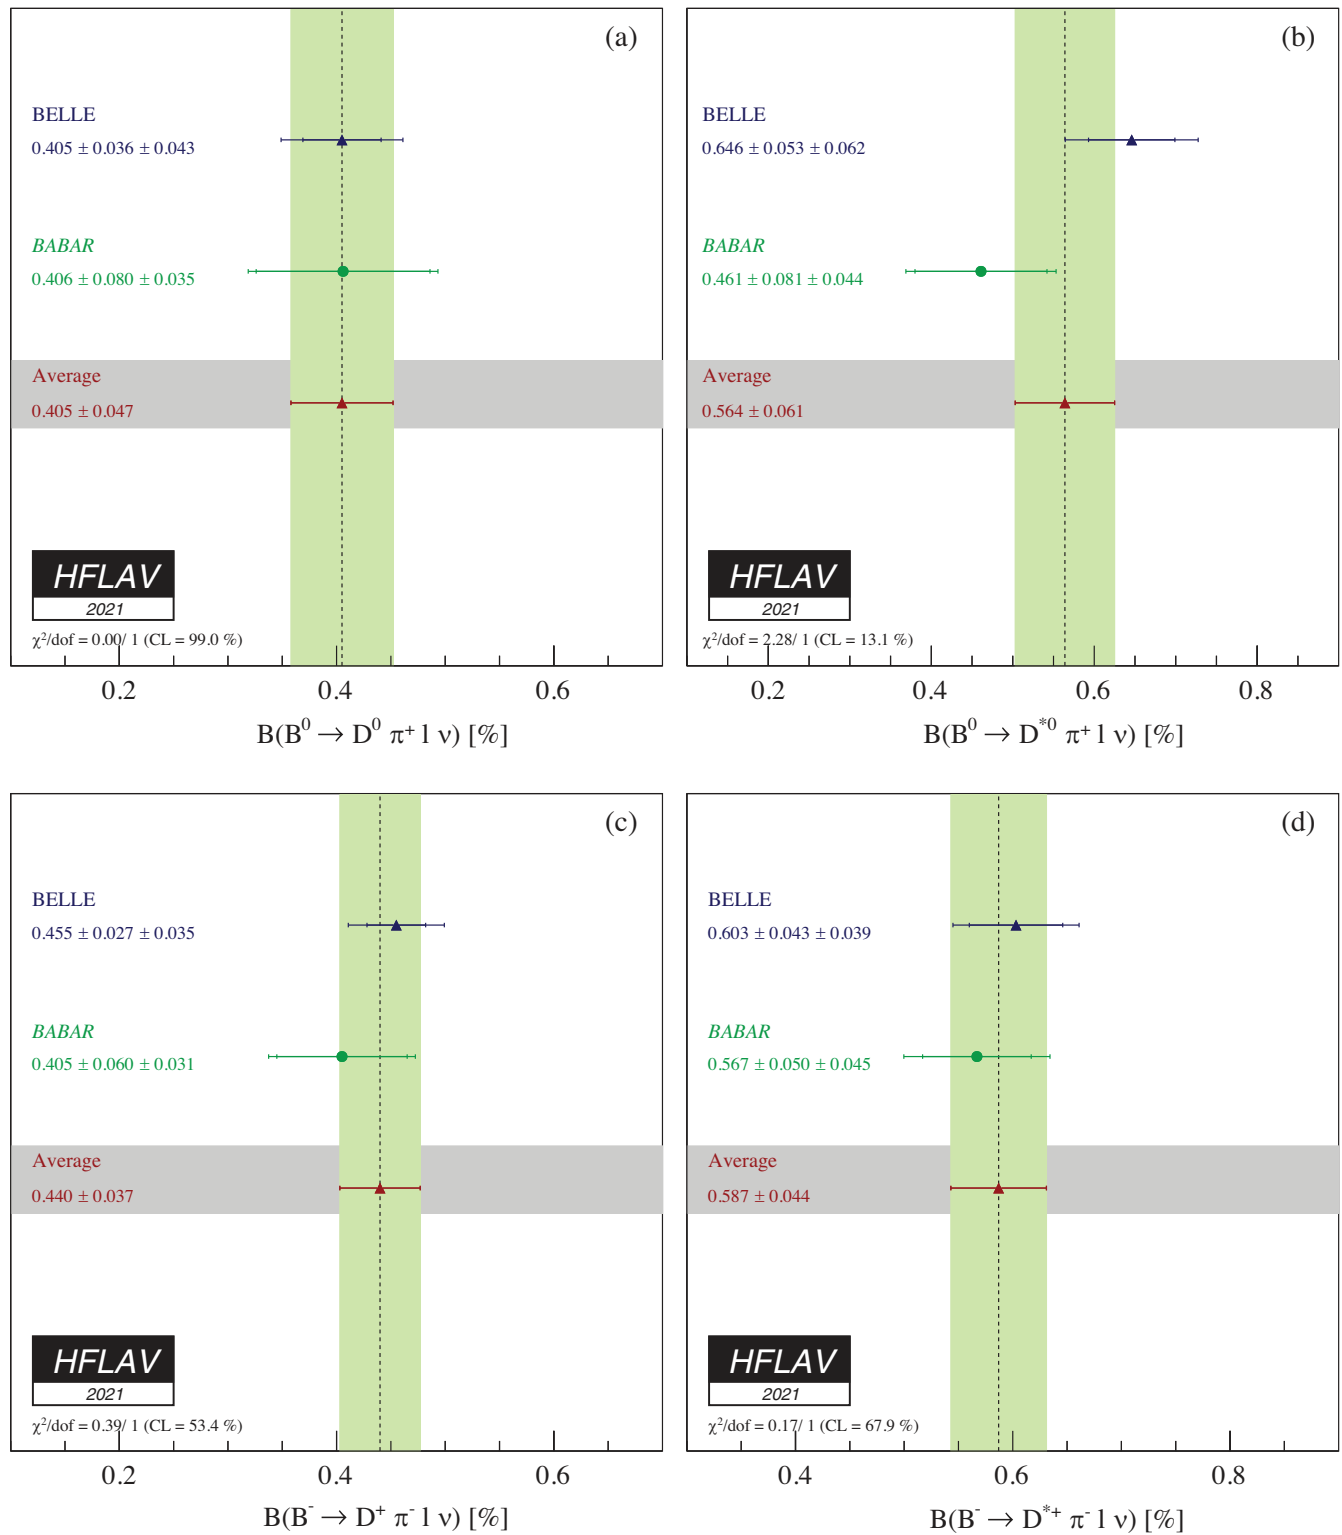 (a)
BELLE
0.405 ± 0.036 ± 0.043
BABAR
0.406 ± 0.080 ± 0.035
Average
0.405 ± 0.047
HFLAV
2021
χ²/dof = 0.00/ 1 (CL = 99.0 %)
0.2 0.4 0.6
B(B⁰ → D⁰ π⁺ l ν) [%]
(b)
BELLE
0.646 ± 0.053 ± 0.062
BABAR
0.461 ± 0.081 ± 0.044
Average
0.564 ± 0.061
HFLAV
2021
χ²/dof = 2.28/ 1 (CL = 13.1 %)
0.2 0.4 0.6 0.8
B(B⁰ → D*⁰ π⁺ l ν) [%]
(c)
BELLE
0.455 ± 0.027 ± 0.035
BABAR
0.405 ± 0.060 ± 0.031
Average
0.440 ± 0.037
HFLAV
2021
χ²/dof = 0.39/ 1 (CL = 53.4 %)
0.2 0.4 0.6
B(B⁻ → D⁺ π⁻ l ν) [%]
(d)
BELLE
0.603 ± 0.043 ± 0.039
BABAR
0.567 ± 0.050 ± 0.045
Average
0.587 ± 0.044
HFLAV
2021
χ²/dof = 0.17/ 1 (CL = 67.9 %)
0.4 0.6 0.8
B(B⁻ → D*⁺ π⁻ l ν) [%]